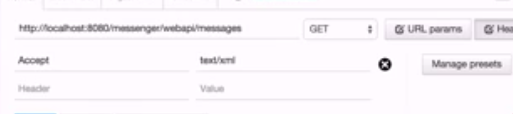 http://localhost:8080/messenger/webapi/messages GET URL params
Accept text/xml Manage presets
Header Value